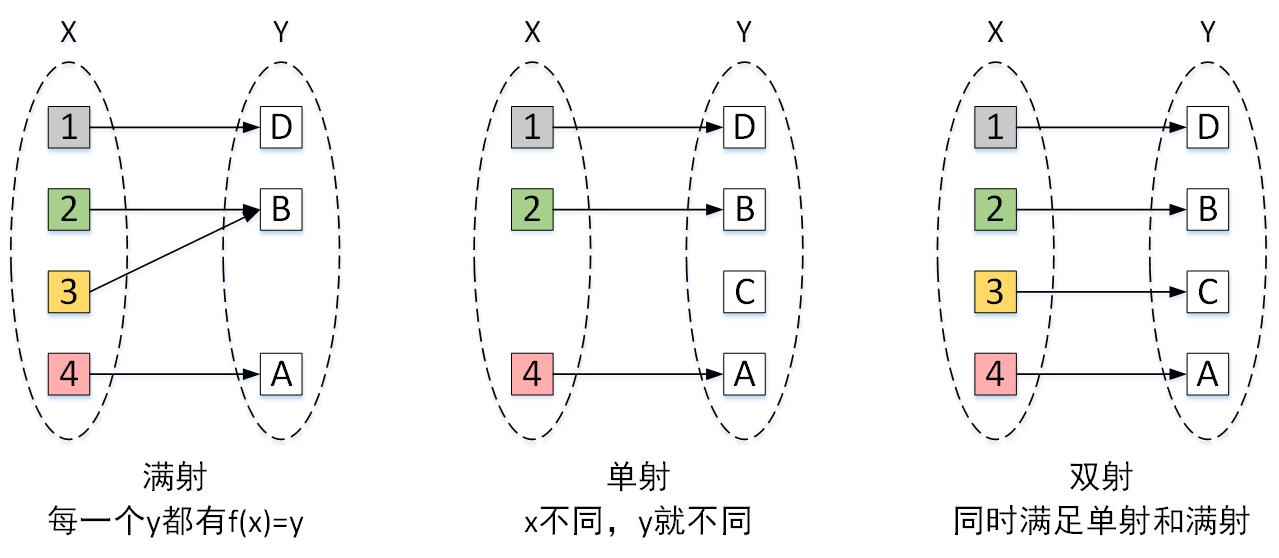 X Y X Y X Y
1 D 1 D 1 D
2 B 2 B 2 B
3 C 3 C
4 A 4 A 4 A
满射 单射 双射
每一个y都有f(x)=y x不同，y就不同 同时满足单射和满射